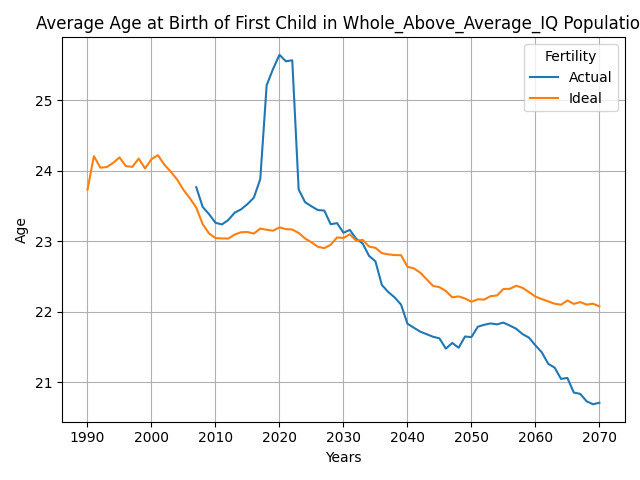 Average Age at Birth of First Child in Whole_Above_Average_IQ Populatio
Fertility
Actual
Ideal
Age
25
24
23
22
21
1990 2000 2010 2020 2030 2040 2050 2060 2070
Years